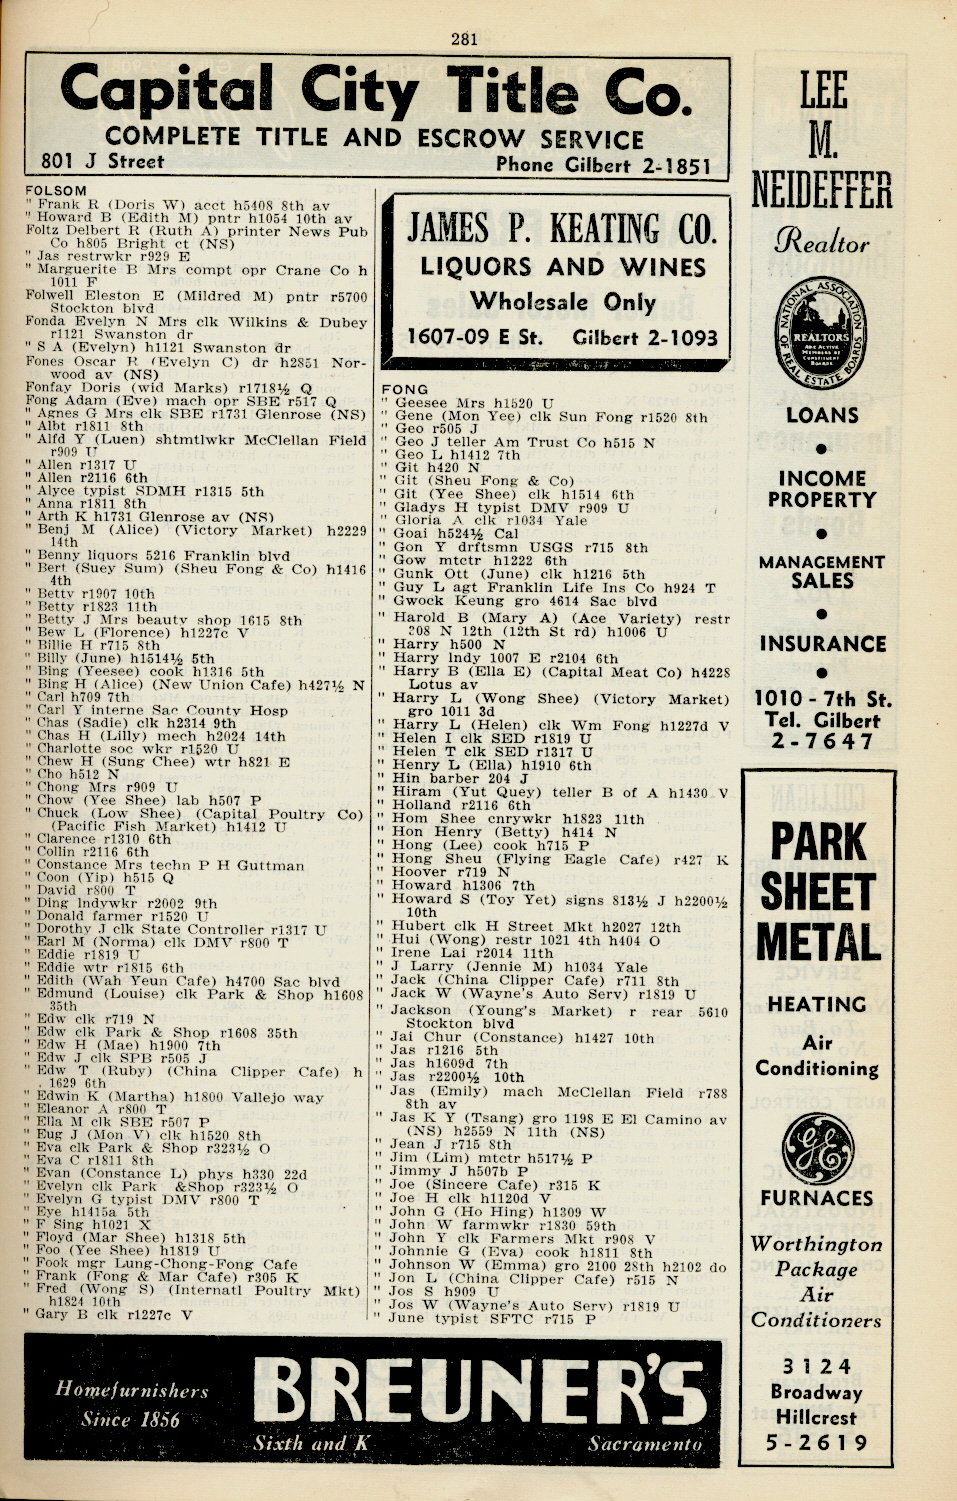 281
Capital City Title Co.
COMPLETE TITLE AND ESCROW SERVICE
801 J Street Phone Gilbert 2-1851
FOLSOM
" Frank R (Doris W) acct h5408 8th av
" Howard B (Edith M) pntr h1054 10th av
Foltz Delbert R (Ruth A) printer News Pub
Co h805 Bright ct (NS)
" Jas restrwkr r929 E
" Marguerite B Mrs compt opr Crane Co h
1011 F
Folwell Eleston E (Mildred M) pntr r5700
Stockton blvd
Fonda Evelyn N Mrs clk Wilkins & Dubey
r1121 Swanston dr
" S A (Evelyn) h1121 Swanston dr
Fones Oscar R (Evelyn C) dr h2851 Nor-
wood av (NS)
Fonfay Doris (wid Marks) r1718½ Q
Fong Adam (Eve) mach opr SBE r517 Q
" Agnes G Mrs clk SBE r1731 Glenrose (NS)
" Albt r1811 8th
" Alfd Y (Luen) shtmtlwkr McClellan Field
r909 U
" Allen r1317 U
" Allen r2116 6th
" Alyce typist SDMH r1315 5th
" Anna r1811 8th
" Arth K h1731 Glenrose av (NS)
" Benj M (Alice) (Victory Market) h2229
14th
" Benny liquors 5216 Franklin blvd
" Bert (Suey Sum) (Sheu Fong & Co) h1416
4th
" Betty r1907 10th
" Betty r1823 11th
" Betty J Mrs beauty shop 1615 8th
" Bew L (Florence) h1227c V
" Billie H r715 8th
" Billy (June) h1514½ 5th
" Bing (Yeesee) cook h1316 5th
" Bing H (Alice) (New Union Cafe) h427½ N
" Carl h709 7th
" Carl Y interne Sac County Hosp
" Chas (Sadie) clk h2314 9th
" Chas H (Lilly) mech h2024 14th
" Charlotte soc wkr r1520 U
" Chew H (Sung Chee) wtr h821 E
" Cho h512 N
" Chong Mrs r909 U
" Chow (Yee Shee) lab h507 P
" Chuck (Low Shee) (Capital Poultry Co)
(Pacific Fish Market) h1412 U
" Clarence r1310 6th
" Collin r2116 6th
" Constance Mrs techn P H Guttman
" Coon (Yip) h515 Q
" David r800 T
" Ding lndywkr r2002 9th
" Donald farmer r1520 U
" Dorothy J clk State Controller r1317 U
" Earl M (Norma) clk DMV r800 T
" Eddie r1819 U
" Eddie wtr r1815 6th
" Edith (Wah Yeun Cafe) h4700 Sac blvd
" Edmund (Louise) clk Park & Shop h1608
35th
" Edw clk r719 N
" Edw clk Park & Shop r1608 35th
" Edw H (Mae) h1900 7th
" Edw J clk SPB r505 J
" Edw T (Ruby) (China Clipper Cafe) h
1629 6th
" Edwin K (Martha) h1800 Vallejo way
" Eleanor A r800 T
" Ella M clk SBE r507 P
" Eug J (Mon V) clk h1520 8th
" Eva clk Park & Shop r323½ O
" Eva C r1811 8th
" Evan (Constance L) phys h330 22d
" Evelyn clk Park &Shop r323½ O
" Evelyn G typist DMV r800 T
" Eye h1415a 5th
" F Sing h1021 X
" Floyd (Mar Shee) h1318 5th
" Foo (Yee Shee) h1819 U
" Fook mgr Lung-Chong-Fong Cafe
" Frank (Fong & Mar Cafe) r305 K
" Fred (Wong S) (Internatl Poultry Mkt)
h1824 10th
" Gary B clk r1227c V
JAMES P. KEATING CO.
LIQUORS AND WINES
Wholesale Only
1607-09 E St. Gilbert 2-1093
FONG
" Geesee Mrs h1520 U
" Gene (Mon Yee) clk Sun Fong r1520 8th
" Geo r505 J
" Geo J teller Am Trust Co h515 N
" Geo L h1412 7th
" Git h420 N
" Git (Sheu Fong & Co)
" Git (Yee Shee) clk h1514 6th
" Gladys H typist DMV r909 U
" Gloria A clk r1034 Yale
" Goai h524½ Cal
" Gon Y drftsmn USGS r715 8th
" Gow mtctr h1222 6th
" Gunk Ott (June) clk h1216 5th
" Guy L agt Franklin Life Ins Co h924 T
" Gwock Keung gro 4614 Sac blvd
" Harold B (Mary A) (Ace Variety) restr
208 N 12th (12th St rd) h1006 U
" Harry h500 N
" Harry lndy 1007 E r2104 6th
" Harry B (Ella E) (Capital Meat Co) h4228
Lotus av
" Harry L (Wong Shee) (Victory Market)
gro 1011 3d
" Harry L (Helen) clk Wm Fong h1227d V
" Helen I clk SED r1819 U
" Helen T clk SED r1317 U
" Henry L (Ella) h1910 6th
" Hin barber 204 J
" Hiram (Yut Quey) teller B of A h1430 V
" Holland r2116 6th
" Hom Shee cnrywkr h1823 11th
" Hon Henry (Betty) h414 N
" Hong (Lee) cook h715 P
" Hong Sheu (Flying Eagle Cafe) r427 K
" Hoover r719 N
" Howard h1306 7th
" Howard S (Toy Yet) signs 813½ J h2200½
10th
" Hubert clk H Street Mkt h2027 12th
" Hui (Wong) restr 1021 4th h404 O
" Irene Lai r2014 11th
" J Larry (Jennie M) h1034 Yale
" Jack (China Clipper Cafe) r711 8th
" Jack W (Wayne's Auto Serv) r1819 U
" Jackson (Young's Market) r rear 5610
Stockton blvd
" Jai Chur (Constance) h1427 10th
" Jas r1216 5th
" Jas h1609d 7th
" Jas r2200½ 10th
" Jas (Emily) mach McClellan Field r788
8th av
" Jas K Y (Tsang) gro 1198 E El Camino av
(NS) h2559 N 11th (NS)
" Jean J r715 8th
" Jim (Lim) mtctr h517½ P
" Jimmy J h507b P
" Joe (Sincere Cafe) r315 K
" Joe H clk h1120d V
" John G (Ho Hing) h1309 W
" John W farmwkr r1830 59th
" John Y clk Farmers Mkt r908 V
" Johnnie G (Eva) cook h1811 8th
" Johnson W (Emma) gro 2100 28th h2102 do
" Jon L (China Clipper Cafe) r515 N
" Jos S h909 U
" Jos W (Wayne's Auto Serv) r1819 U
" June typist SFTC r715 P
LEE
M.
NEIDEFFER
Realtor
NATIONAL ASSOCIATION
OF REAL ESTATE BOARDS
REALTORS
ARE ACTIVE
MEMBERS OF
CONSTITUENT
BOARDS
LOANS
•
INCOME
PROPERTY
•
MANAGEMENT
SALES
•
INSURANCE
•
1010 - 7th St.
Tel. Gilbert
2-7647
PARK
SHEET
METAL
HEATING
Air
Conditioning
GE
FURNACES
Worthington
Package
Air
Conditioners
3124
Broadway
Hillcrest
5-2619
Homefurnishers
Since 1856
BREUNER'S
Sixth and K Sacramento